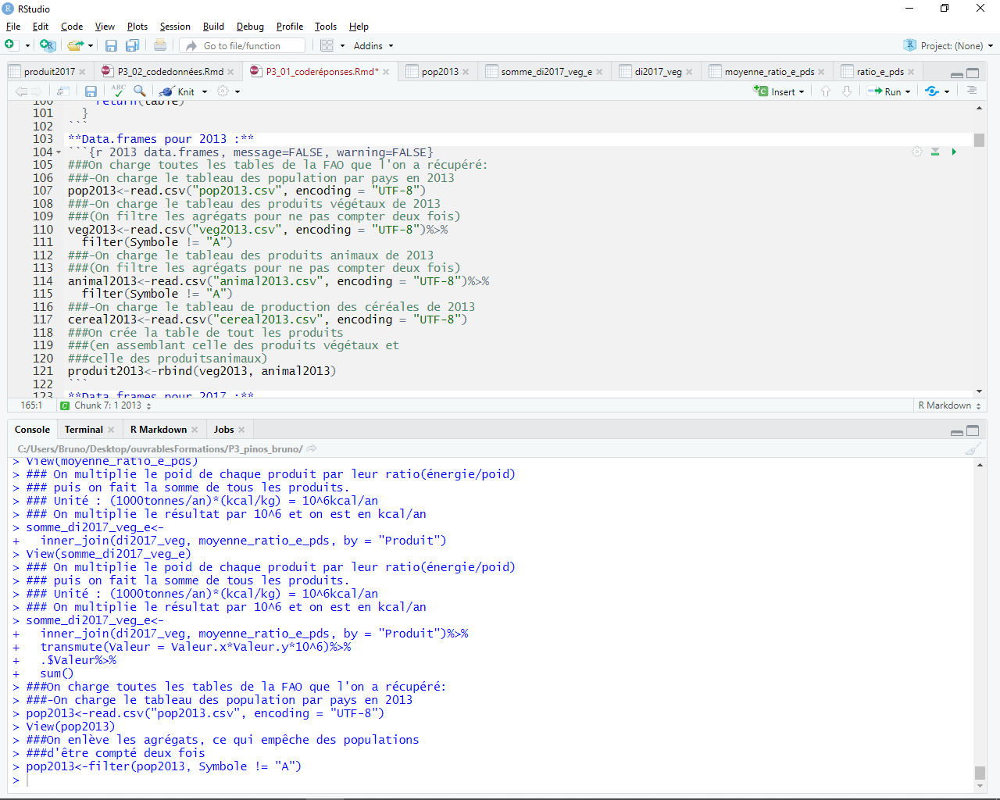 RStudio
File Edit Code View Plots Session Build Debug Profile Tools Help
Go to file/function Addins Project: (None)
produit2017 P3_02_codedonnées.Rmd P3_01_coderéponses.Rmd* pop2013 somme_di2017_veg_e di2017_veg moyenne_ratio_e_pds ratio_e_pds
ABC Knit Insert Run
100 return(table)
101 }
102 ```
103 **Data.frames pour 2013 :**
104 ```{r 2013 data.frames, message=FALSE, warning=FALSE}
105 ###On charge toutes les tables de la FAO que l'on a récupéré:
106 ###-On charge le tableau des population par pays en 2013
107 pop2013<-read.csv("pop2013.csv", encoding = "UTF-8")
108 ###-On charge le tableau des produits végétaux de 2013
109 ###(On filtre les agrégats pour ne pas compter deux fois)
110 veg2013<-read.csv("veg2013.csv", encoding = "UTF-8")%>%
111 filter(Symbole != "A")
112 ###-On charge le tableau des produits animaux de 2013
113 ###(On filtre les agrégats pour ne pas compter deux fois)
114 animal2013<-read.csv("animal2013.csv", encoding = "UTF-8")%>%
115 filter(Symbole != "A")
116 ###-On charge le tableau de production des céréales de 2013
117 cereal2013<-read.csv("cereal2013.csv", encoding = "UTF-8")
118 ###On crée la table de tout les produits
119 ###(en assemblant celle des produits végétaux et
120 ###celle des produitsanimaux)
121 produit2013<-rbind(veg2013, animal2013)
122 ```
123 **Data.frames pour 2017 :**
165:1 Chunk 7: 1 2013 R Markdown
Console Terminal R Markdown Jobs
C:/Users/Bruno/Desktop/ouvrablesFormations/P3_pinos_bruno/
> View(moyenne_ratio_e_pds)
> ### On multiplie le poid de chaque produit par leur ratio(énergie/poid)
> ### puis on fait la somme de tous les produits.
> ### Unité : (1000tonnes/an)*(kcal/kg) = 10^6kcal/an
> ### On multiplie le résultat par 10^6 et on est en kcal/an
> somme_di2017_veg_e<-
+ inner_join(di2017_veg, moyenne_ratio_e_pds, by = "Produit")
> View(somme_di2017_veg_e)
> ### On multiplie le poid de chaque produit par leur ratio(énergie/poid)
> ### puis on fait la somme de tous les produits.
> ### Unité : (1000tonnes/an)*(kcal/kg) = 10^6kcal/an
> ### On multiplie le résultat par 10^6 et on est en kcal/an
> somme_di2017_veg_e<-
+ inner_join(di2017_veg, moyenne_ratio_e_pds, by = "Produit")%>%
+ transmute(Valeur = Valeur.x*Valeur.y*10^6)%>%
+ .$Valeur%>%
+ sum()
> ###On charge toutes les tables de la FAO que l'on a récupéré:
> ###-On charge le tableau des population par pays en 2013
> pop2013<-read.csv("pop2013.csv", encoding = "UTF-8")
> View(pop2013)
> ###On enlève les agrégats, ce qui empêche des populations
> ###d'être compté deux fois
> pop2013<-filter(pop2013, Symbole != "A")
>